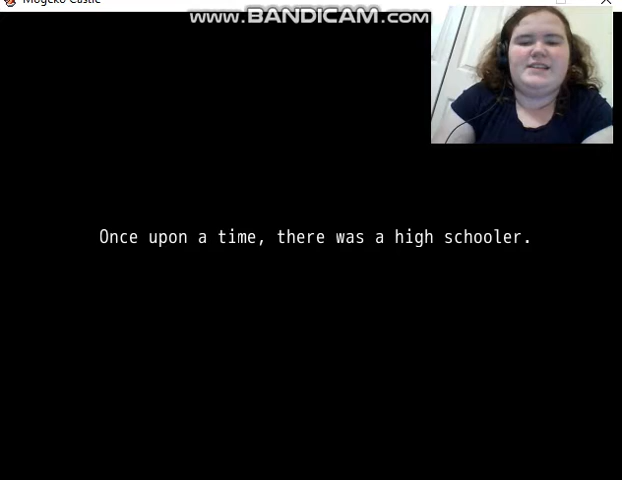 Mogeko Castle
www.BANDICAM.com
Once upon a time, there was a high schooler.